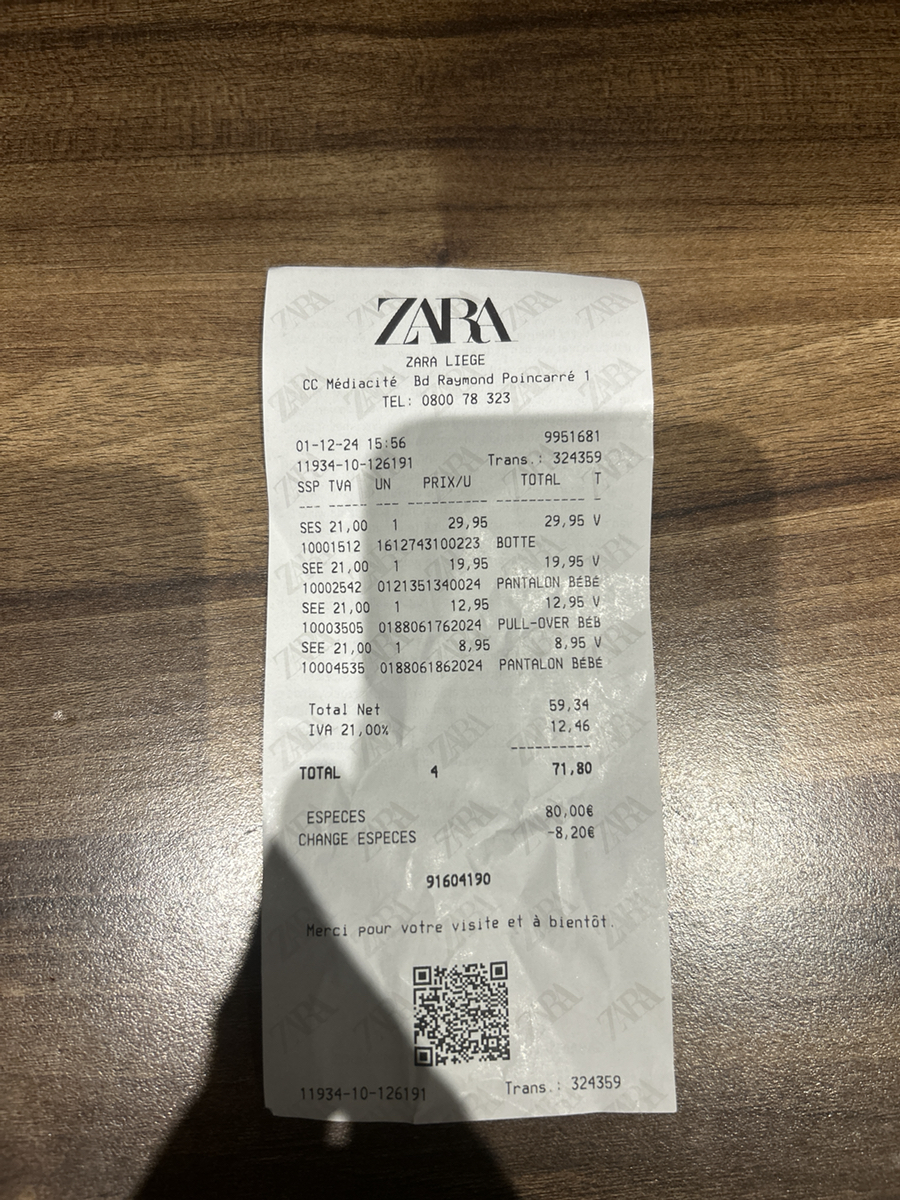 ZARA
ZARA LIEGE
CC Médiacité Bd Raymond Poincarré 1
TEL: 0800 78 323
01-12-24 15:56 9951681
11934-10-126191 Trans.: 324359
SSP TVA UN PRIX/U TOTAL T
--- ----- --- ---------- ----------- -
SES 21,00 1 29,95 29,95 V
10001512 1612743100223 BOTTE
SEE 21,00 1 19,95 19,95 V
10002542 0121351340024 PANTALON BÉBÉ
SEE 21,00 1 12,95 12,95 V
10003505 0188061762024 PULL-OVER BÉB
SEE 21,00 1 8,95 8,95 V
10004535 0188061862024 PANTALON BÉBÉ
Total Net 59,34
IVA 21,00% 12,46
----------
TOTAL 4 71,80
ESPECES 80,00€
CHANGE ESPECES -8,20€
91604190
Merci pour votre visite et à bientôt.
11934-10-126191 Trans.: 324359